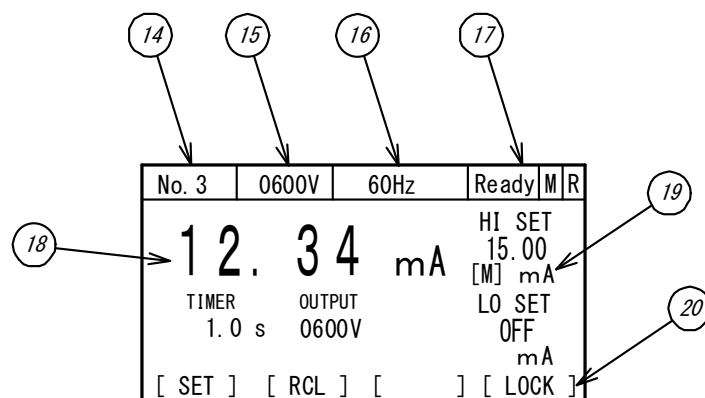 14 15 16 17
No. 3 0600V 60Hz Ready M R
19
HI SET
18 12.34 mA 15.00
[M] mA
TIMER OUTPUT LO SET
20
1.0 s 0600V OFF
mA
[ SET ] [ RCL ] [ ] [ LOCK ]